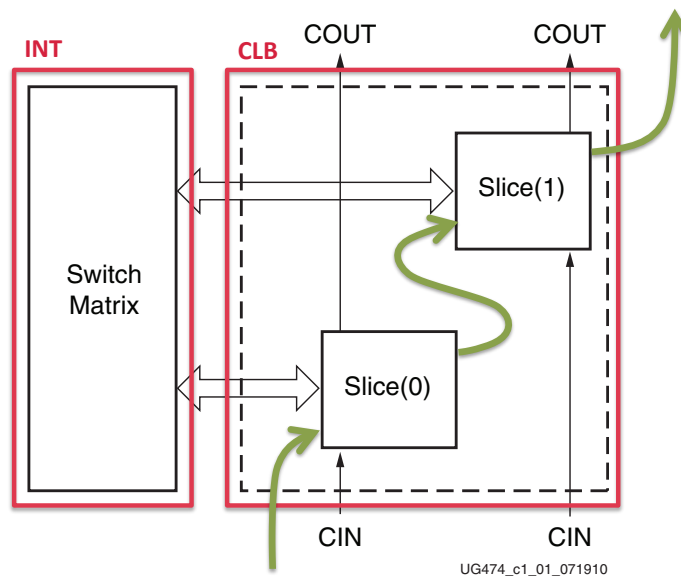 COUT
COUT
INT
CLB
Slice(1)
Switch
Matrix
Slice(0)
CIN
CIN
UG474_c1_01_071910